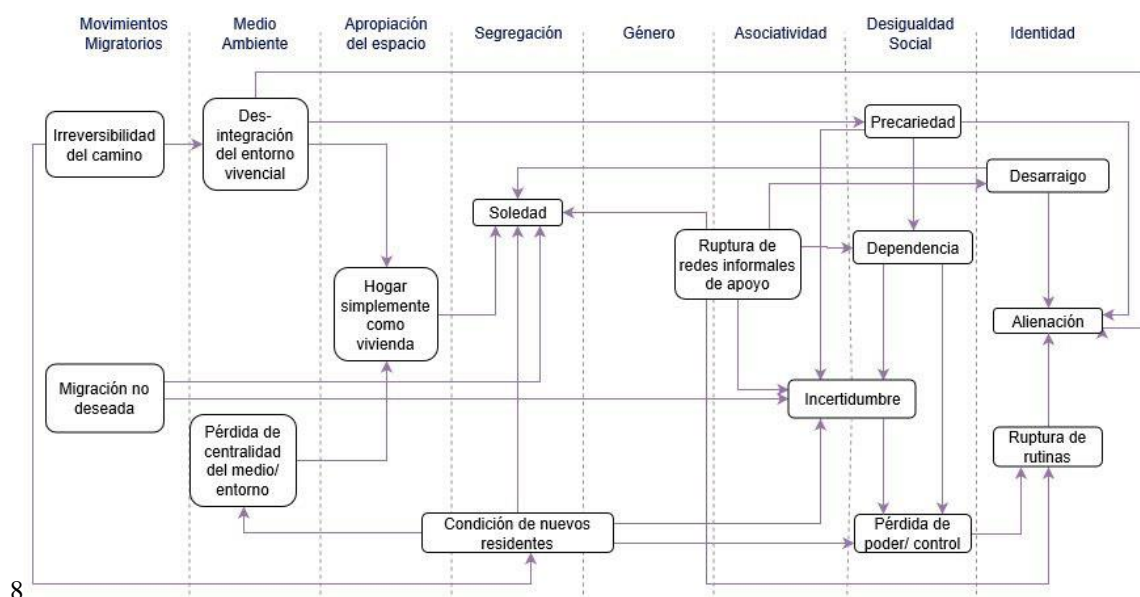 Movimientos
Migratorios
Medio
Ambiente
Apropiación
del espacio
Segregación
Género
Asociatividad
Desigualdad
Social
Identidad
Irreversibilidad
del camino
Des-
integración
del entorno
vivencial
Precariedad
Desarraigo
Soledad
Ruptura de
redes informales
de apoyo
Dependencia
Hogar
simplemente
como
vivienda
Alienación
Migración no
deseada
Incertidumbre
Pérdida de
centralidad
del medio/
entorno
Ruptura de
rutinas
Condición de nuevos
residentes
Pérdida de
poder/ control
8